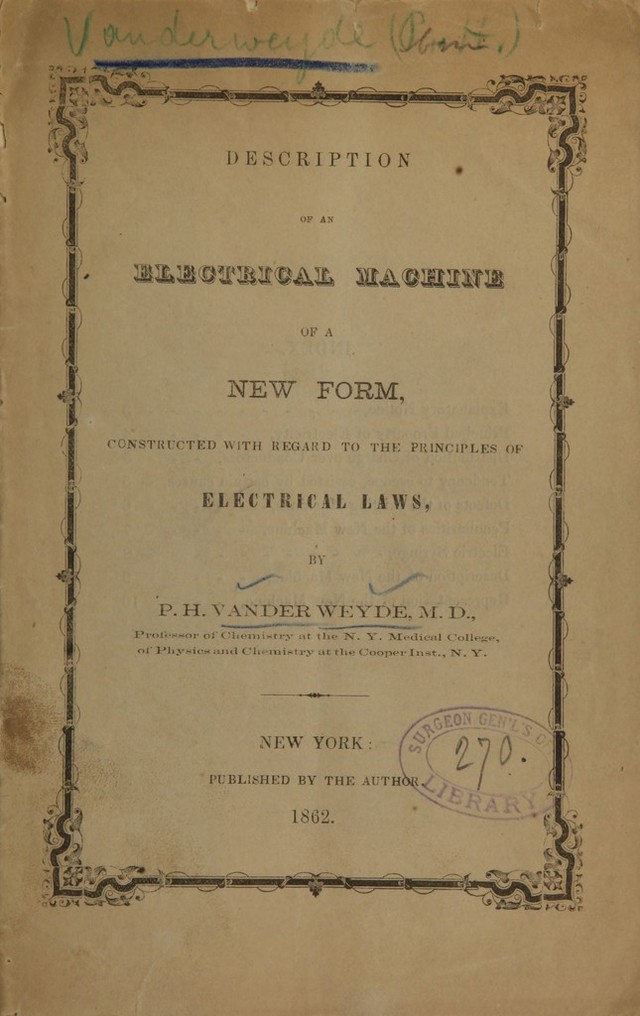 Vanderweyde (P. H.)
DESCRIPTION
OF AN
ELECTRICAL MACHINE
OF A
NEW FORM,
CONSTRUCTED WITH REGARD TO THE PRINCIPLES OF
ELECTRICAL LAWS,
BY
P. H. VANDER WEYDE, M. D.,
Professor of Chemistry at the N. Y. Medical College,
of Physics and Chemistry at the Cooper Inst., N. Y.
NEW YORK:
PUBLISHED BY THE AUTHOR.
1862.
SURGEON GEN'L'S
270.
LIBRARY